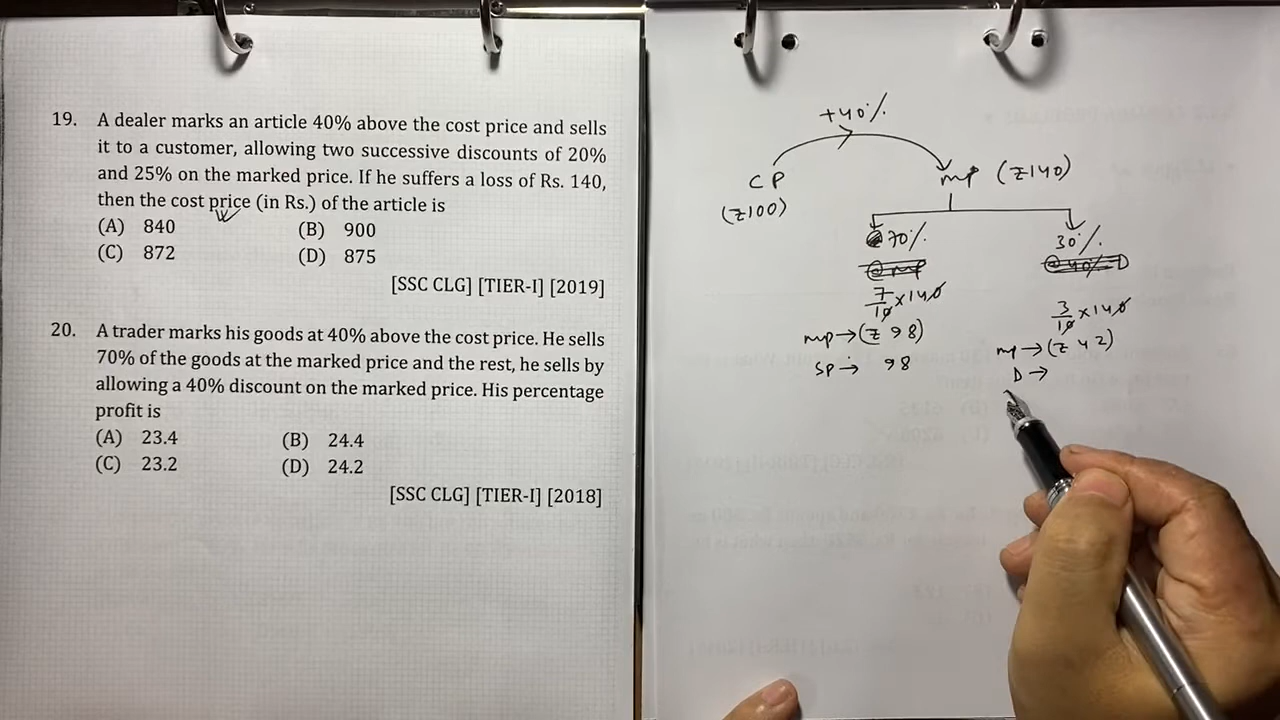 19. A dealer marks an article 40% above the cost price and sells
it to a customer, allowing two successive discounts of 20%
and 25% on the marked price. If he suffers a loss of Rs. 140,
then the cost price (in Rs.) of the article is
(A) 840 (B) 900
(C) 872 (D) 875
[SSC CLG] [TIER-I] [2019]
20. A trader marks his goods at 40% above the cost price. He sells
70% of the goods at the marked price and the rest, he sells by
allowing a 40% discount on the marked price. His percentage
profit is
(A) 23.4 (B) 24.4
(C) 23.2 (D) 24.2
[SSC CLG] [TIER-I] [2018]
+40%
CP mp (₹140)
(₹100)
70% 30%
7/10 × 140 3/10 × 140
mp → (₹ 98) mp → (₹ 42)
SP → 98 D →